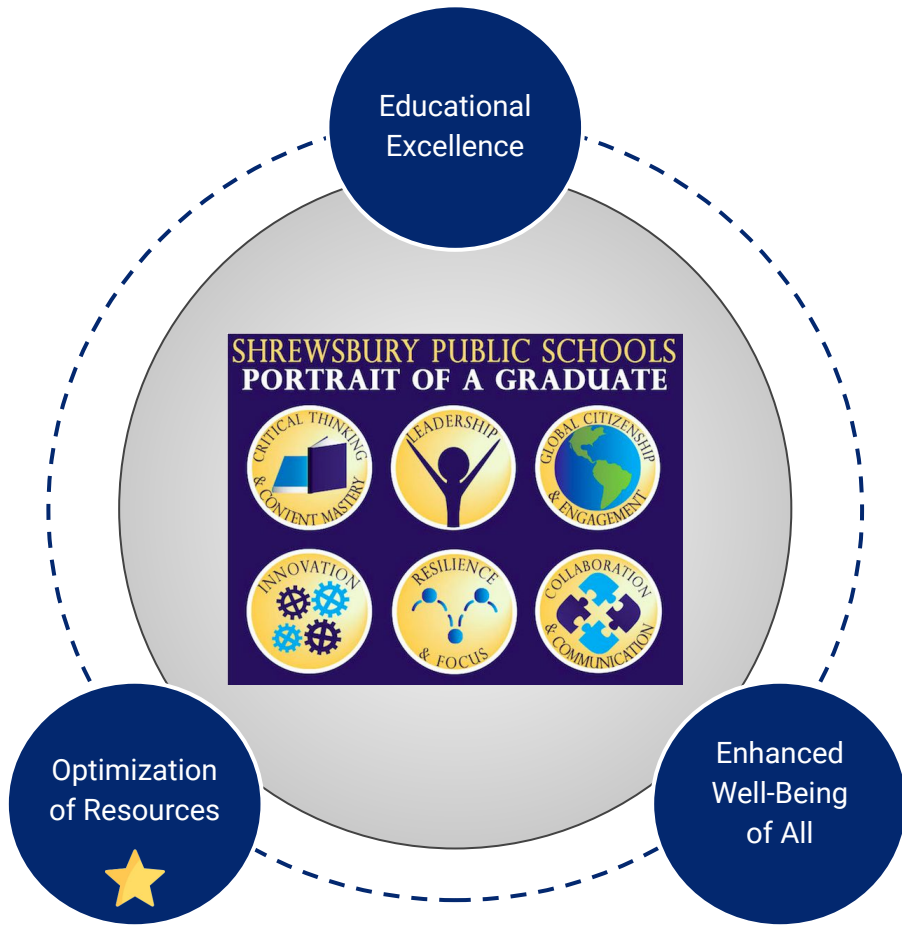 Educational
Excellence
SHREWSBURY PUBLIC SCHOOLS
PORTRAIT OF A GRADUATE
CRITICAL THINKING
& CONTENT MASTERY
LEADERSHIP
GLOBAL CITIZENSHIP
& ENGAGEMENT
INNOVATION
RESILIENCE
& FOCUS
COLLABORATION
& COMMUNICATION
Optimization
of Resources
Enhanced
Well-Being
of All